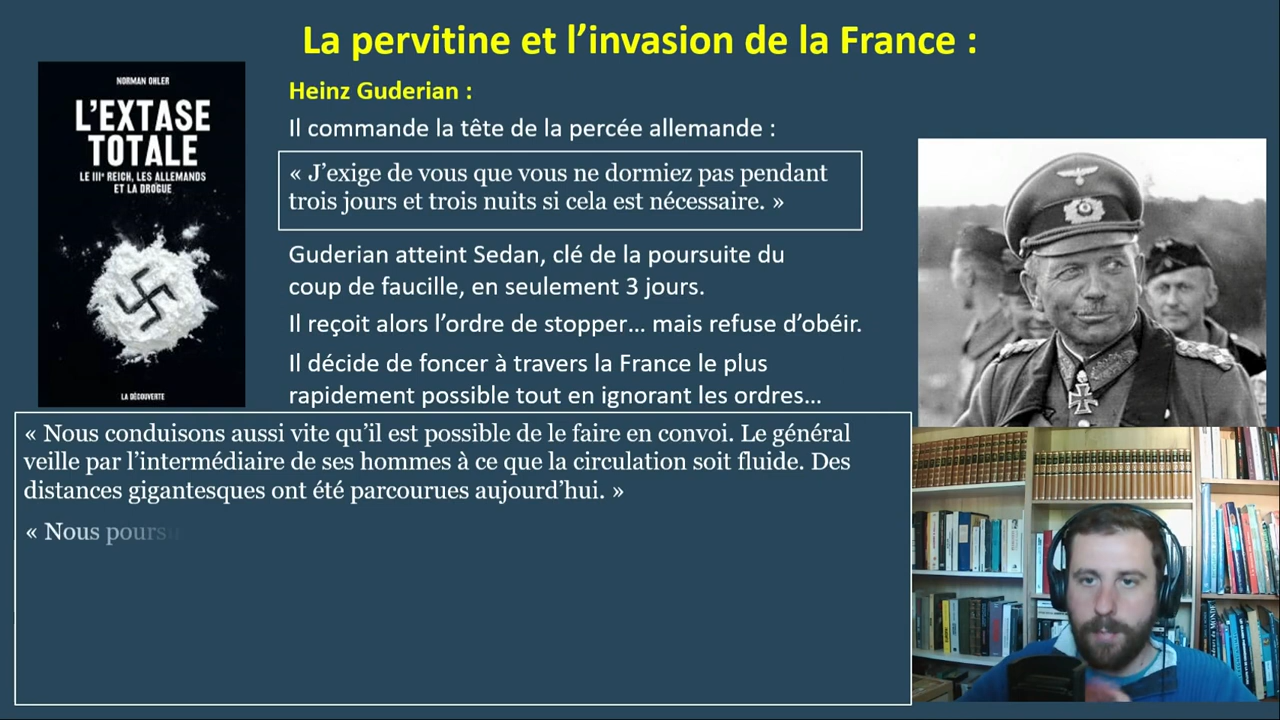 La pervitine et l’invasion de la France :
NORMAN OHLER
L’EXTASE
TOTALE
LE IIIᵉ REICH, LES ALLEMANDS
ET LA DROGUE
LA DÉCOUVERTE
Heinz Guderian :
Il commande la tête de la percée allemande :
« J’exige de vous que vous ne dormiez pas pendant
trois jours et trois nuits si cela est nécessaire. »
Guderian atteint Sedan, clé de la poursuite du
coup de faucille, en seulement 3 jours.
Il reçoit alors l’ordre de stopper… mais refuse d’obéir.
Il décide de foncer à travers la France le plus
rapidement possible tout en ignorant les ordres…
« Nous conduisons aussi vite qu’il est possible de le faire en convoi. Le général
veille par l’intermédiaire de ses hommes à ce que la circulation soit fluide. Des
distances gigantesques ont été parcourues aujourd’hui. »
« Nous pours